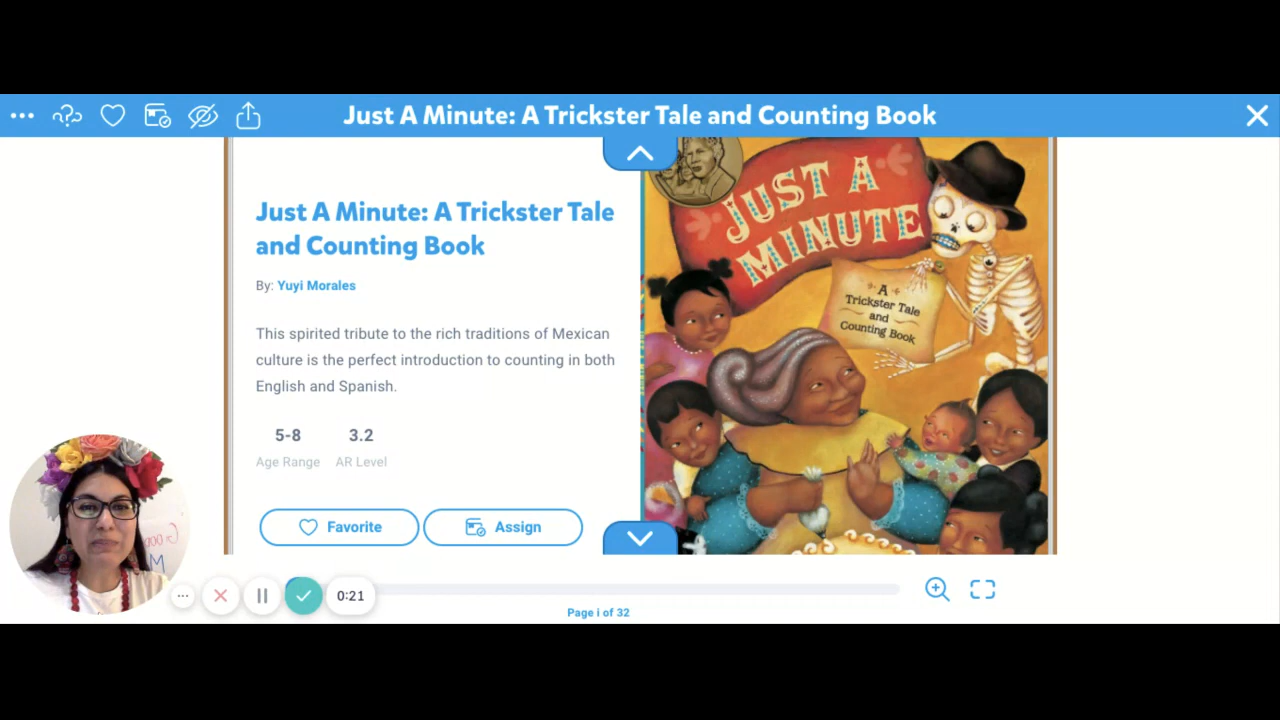 Just A Minute: A Trickster Tale and Counting Book
Just A Minute: A Trickster Tale
and Counting Book
By: Yuyi Morales
This spirited tribute to the rich traditions of Mexican
culture is the perfect introduction to counting in both
English and Spanish.
5-8 3.2
Age Range AR Level
Favorite Assign
JUST A
MINUTE
A
Trickster Tale
and
Counting Book
0:21
Page i of 32